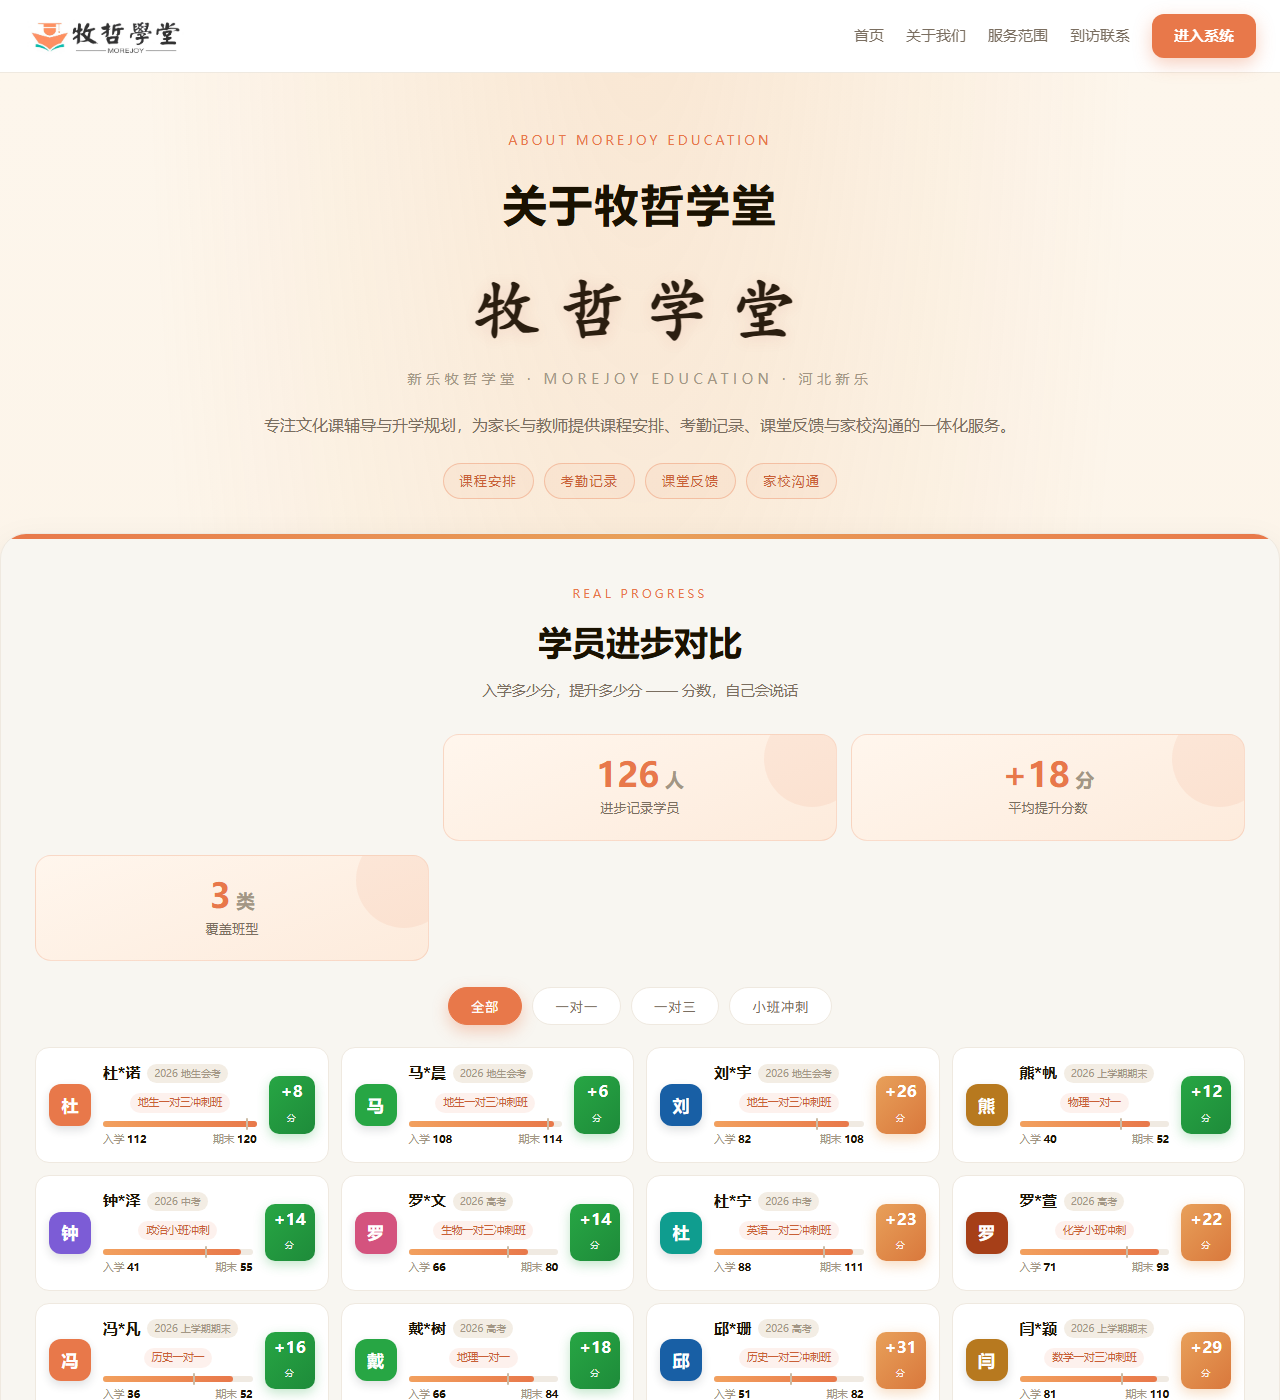 牧哲學堂
MOREJOY
首页 关于我们 服务范围 到访联系 进入系统
ABOUT MOREJOY EDUCATION
关于牧哲学堂
牧哲学堂
新乐牧哲学堂 · MOREJOY EDUCATION · 河北新乐
专注文化课辅导与升学规划，为家长与教师提供课程安排、考勤记录、课堂反馈与家校沟通的一体化服务。
课程安排 考勤记录 课堂反馈 家校沟通
REAL PROGRESS
学员进步对比
入学多少分，提升多少分 —— 分数，自己会说话
126 人
进步记录学员
+18 分
平均提升分数
3 类
覆盖班型
全部 一对一 一对三 小班冲刺
杜
杜*诺 2026 地生会考
地生一对三冲刺班
入学 112 期末 120
+8
分
马
马*晨 2026 地生会考
地生一对三冲刺班
入学 108 期末 114
+6
分
刘
刘*宇 2026 地生会考
地生一对三冲刺班
入学 82 期末 108
+26
分
熊
熊*帆 2026 上学期期末
物理一对一
入学 40 期末 52
+12
分
钟
钟*泽 2026 中考
政治小班冲刺
入学 41 期末 55
+14
分
罗
罗*文 2026 高考
生物一对三冲刺班
入学 66 期末 80
+14
分
杜
杜*宁 2026 中考
英语一对三冲刺班
入学 88 期末 111
+23
分
罗
罗*萱 2026 高考
化学小班冲刺
入学 71 期末 93
+22
分
冯
冯*凡 2026 上学期期末
历史一对一
入学 36 期末 52
+16
分
戴
戴*树 2026 高考
地理一对一
入学 66 期末 84
+18
分
邱
邱*珊 2026 高考
历史一对三冲刺班
入学 51 期末 82
+31
分
闫
闫*颖 2026 上学期期末
数学一对三冲刺班
入学 81 期末 110
+29
分